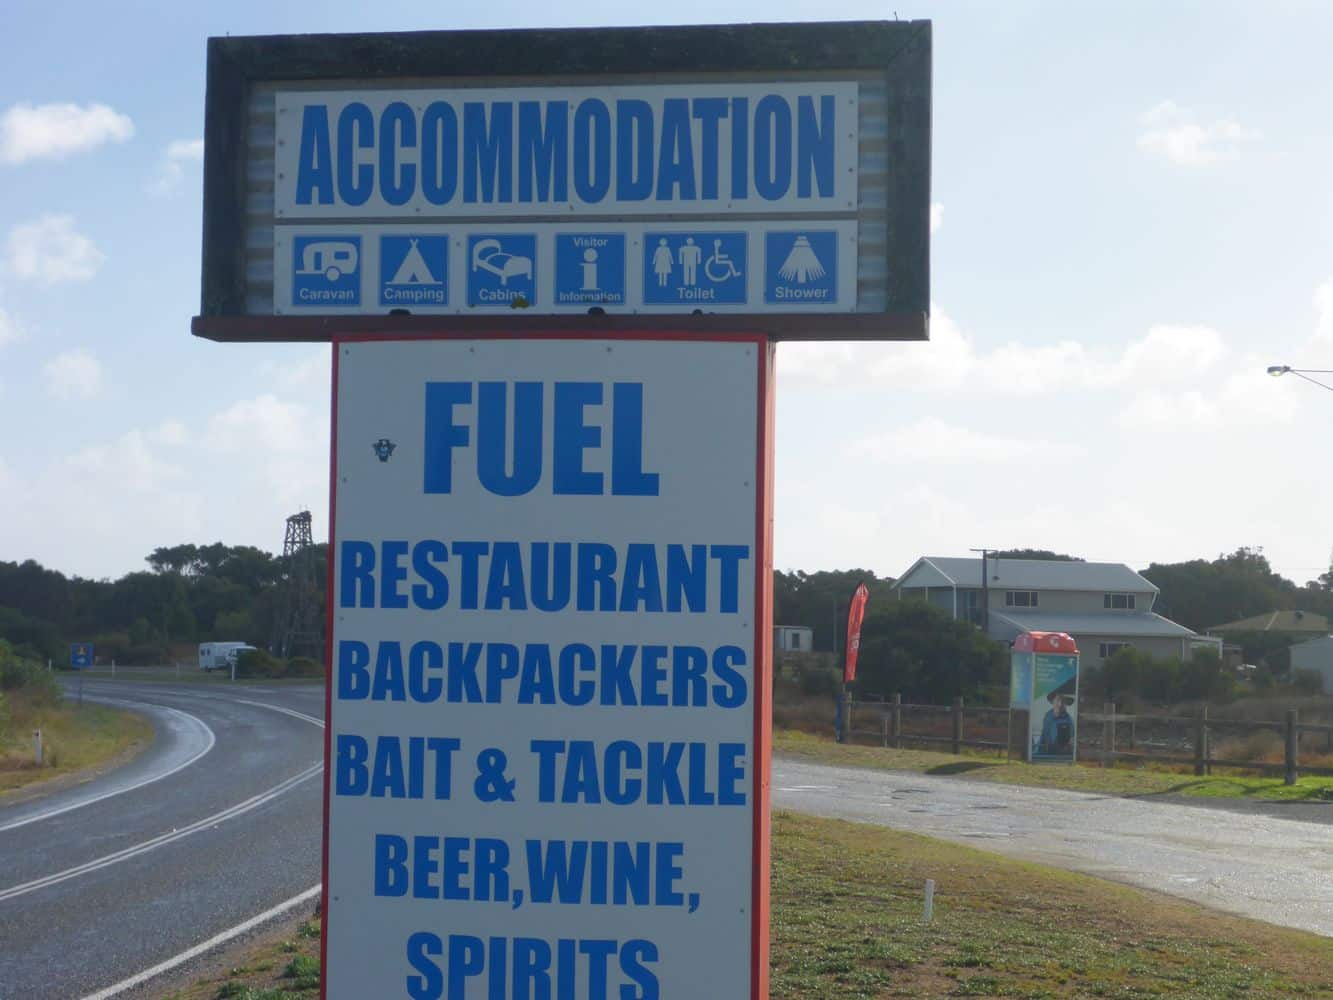 ACCOMMODATION
Caravan
Camping
Cabins
Visitor
Information
Toilet
Shower
FUEL
RESTAURANT
BACKPACKERS
BAIT & TACKLE
BEER, WINE,
SPIRITS